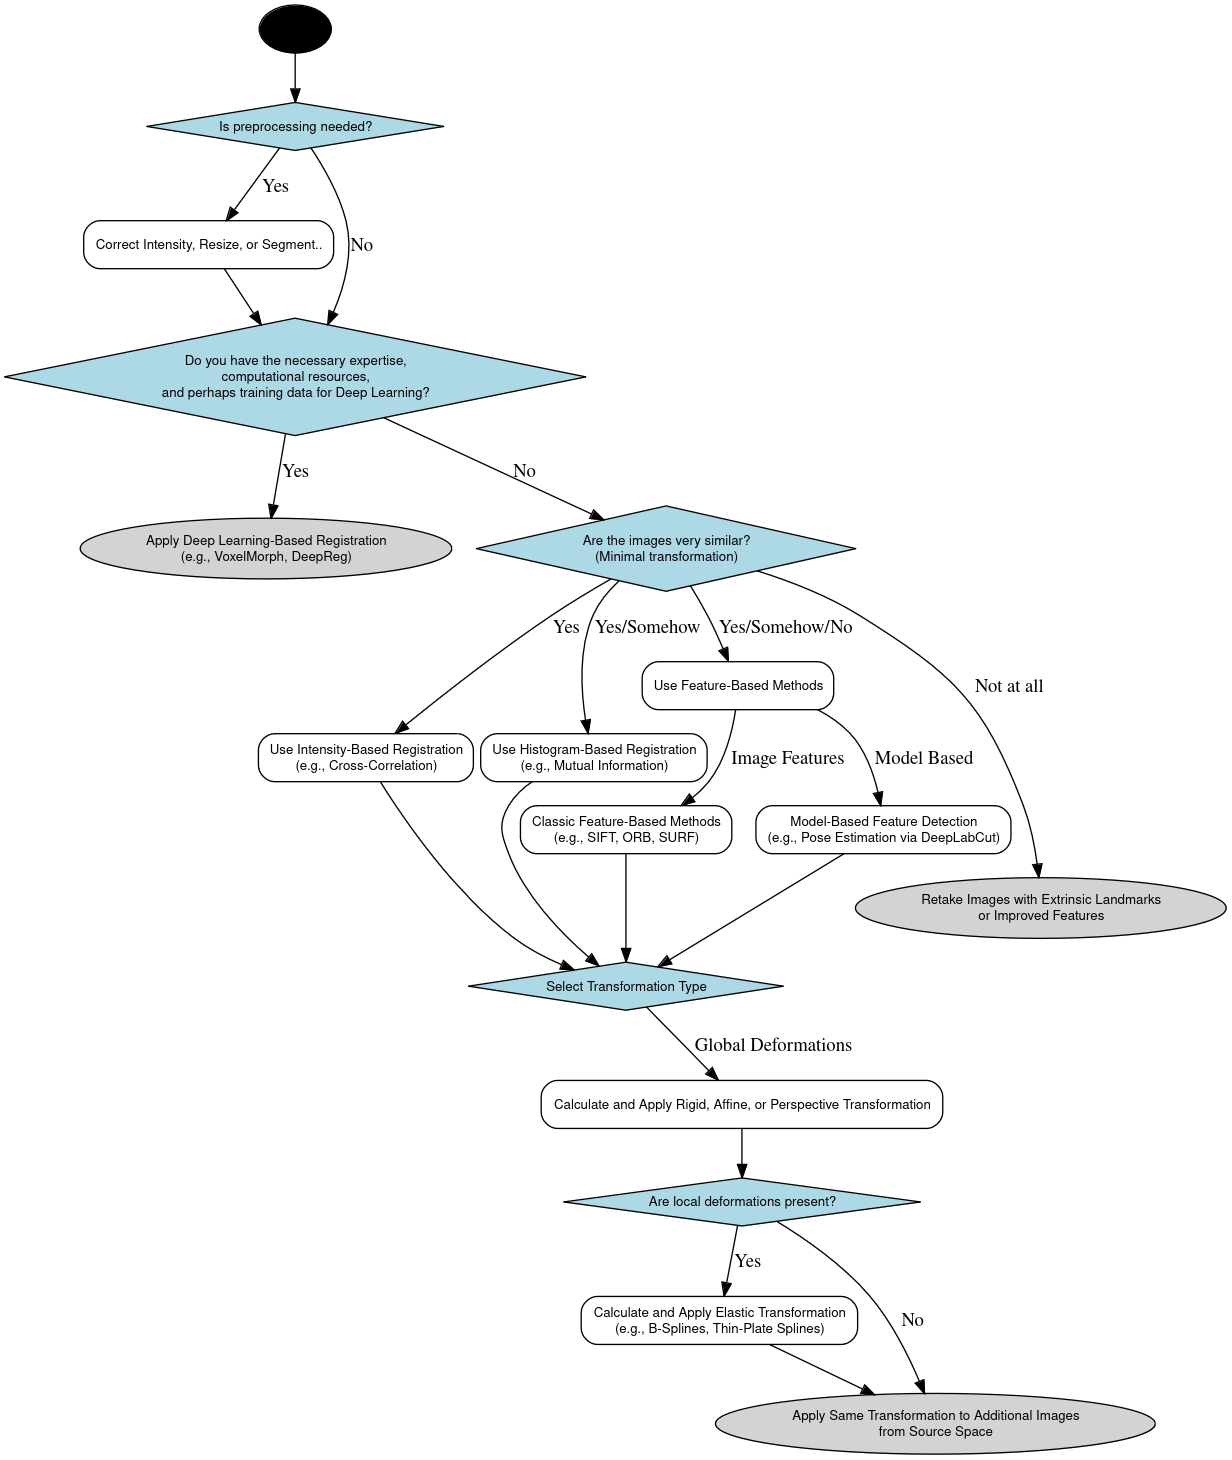 Is preprocessing needed?
Yes
Correct Intensity, Resize, or Segment..
No
Do you have the necessary expertise,
computational resources,
and perhaps training data for Deep Learning?
Yes
No
Apply Deep Learning-Based Registration
(e.g., VoxelMorph, DeepReg)
Are the images very similar?
(Minimal transformation)
Yes
Yes/Somehow
Yes/Somehow/No
Not at all
Use Feature-Based Methods
Use Intensity-Based Registration
(e.g., Cross-Correlation)
Use Histogram-Based Registration
(e.g., Mutual Information)
Image Features
Model Based
Classic Feature-Based Methods
(e.g., SIFT, ORB, SURF)
Model-Based Feature Detection
(e.g., Pose Estimation via DeepLabCut)
Retake Images with Extrinsic Landmarks
or Improved Features
Select Transformation Type
Global Deformations
Calculate and Apply Rigid, Affine, or Perspective Transformation
Are local deformations present?
Yes
No
Calculate and Apply Elastic Transformation
(e.g., B-Splines, Thin-Plate Splines)
Apply Same Transformation to Additional Images
from Source Space